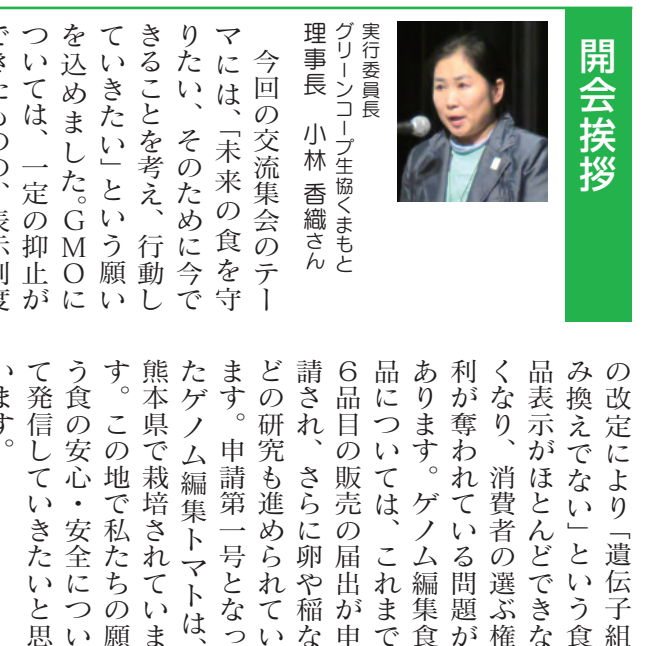 開会挨拶
実行委員長
グリーンコープ生協くまもと
理事長　小林 香織さん
　今回の交流集会のテー
マには、「未来の食を守
りたい、そのために今で
きることを考え、行動し
ていきたい」という願い
を込めました。GMOに
ついては、一定の抑止が
できたものの、表示制度
の改定により「遺伝子組
み換えでない」という食
品表示がほとんどできな
くなり、消費者の選ぶ権
利が奪われている問題が
あります。ゲノム編集食
品については、これまで
6品目の販売の届出が申
請され、さらに卵や稲な
どの研究も進められてい
ます。申請第一号となっ
たゲノム編集トマトは、
熊本県で栽培されていま
す。この地で私たちの願
う食の安心・安全につい
て発信していきたいと思
います。